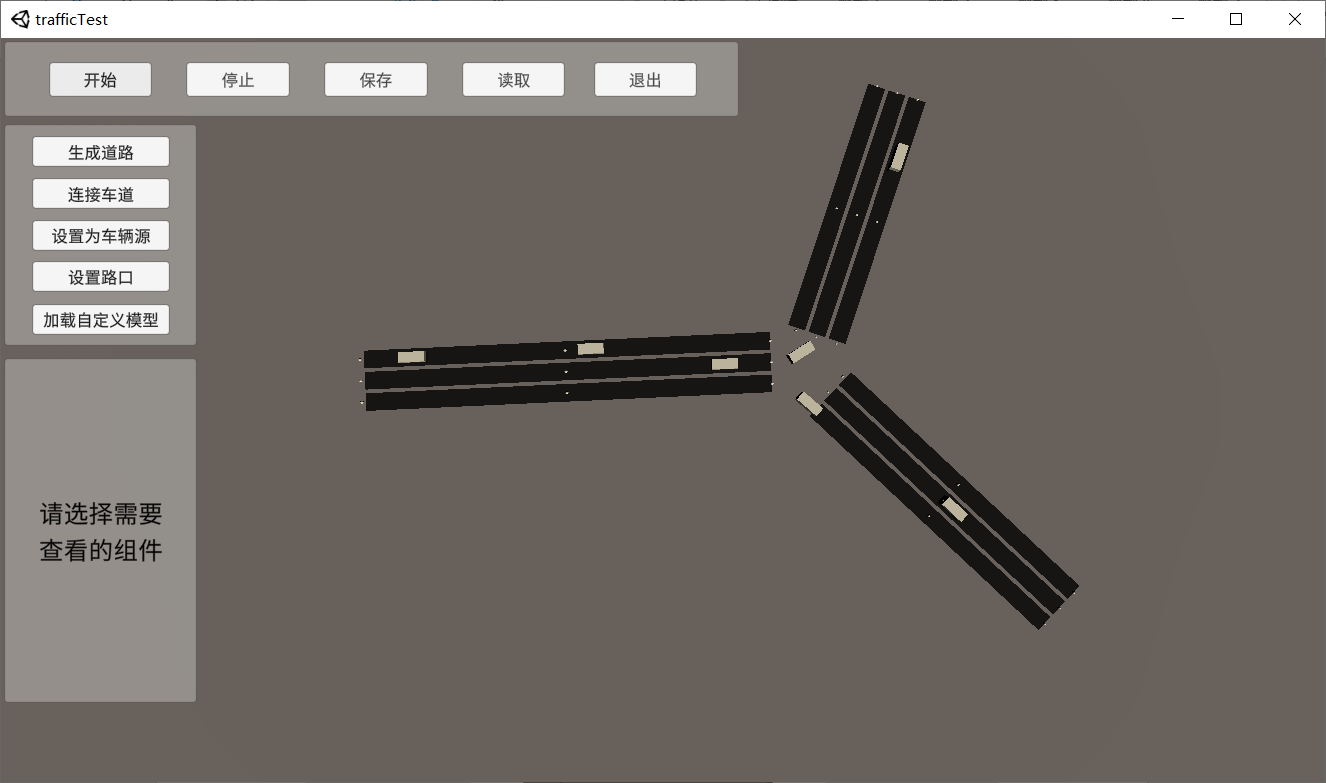 trafficTest
开始
停止
保存
读取
退出
生成道路
连接车道
设置为车辆源
设置路口
加载自定义模型
请选择需要
查看的组件